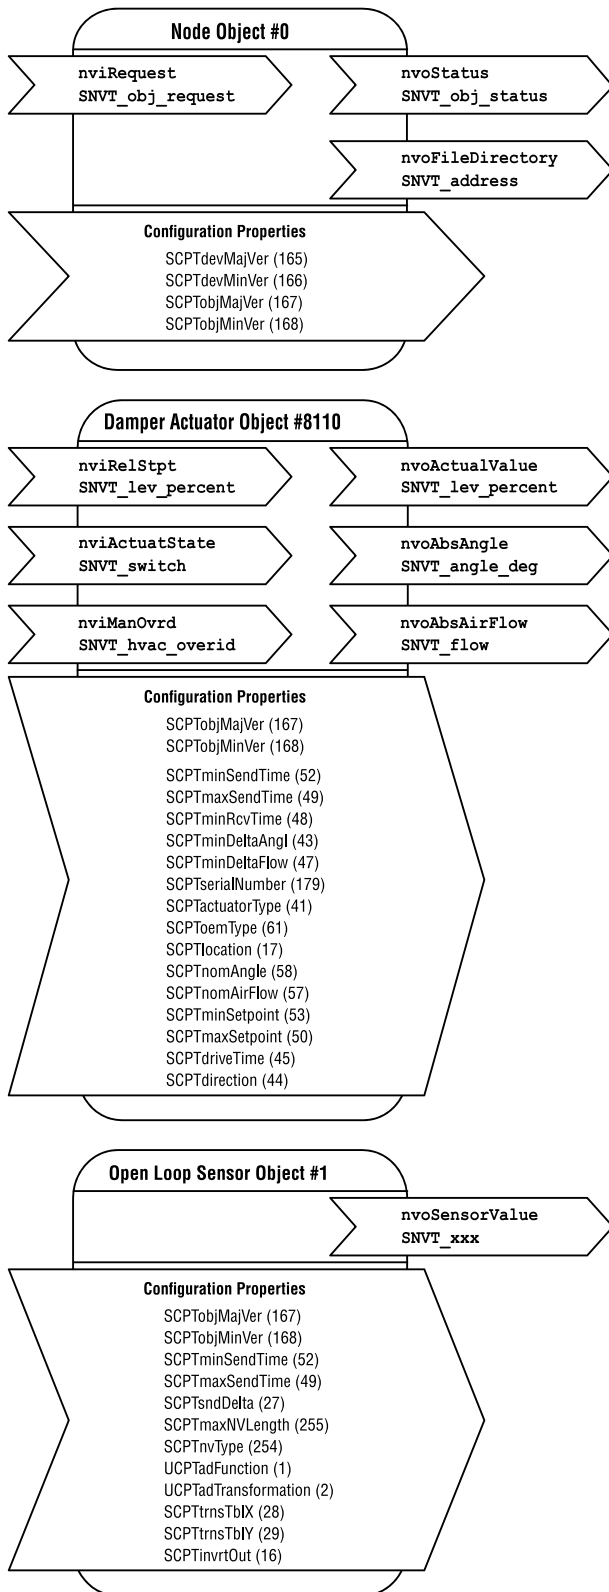 Node Object #0
nviRequest
SNVT_obj_request
nvoStatus
SNVT_obj_status
nvoFileDirectory
SNVT_address
Configuration Properties
SCPTdevMajVer (165)
SCPTdevMinVer (166)
SCPTobjMajVer (167)
SCPTobjMinVer (168)
Damper Actuator Object #8110
nviRelStpt
SNVT_lev_percent
nvoActualValue
SNVT_lev_percent
nviActuatState
SNVT_switch
nvoAbsAngle
SNVT_angle_deg
nviManOvrd
SNVT_hvac_overid
nvoAbsAirFlow
SNVT_flow
Configuration Properties
SCPTobjMajVer (167)
SCPTobjMinVer (168)
SCPTminSendTime (52)
SCPTmaxSendTime (49)
SCPTminRcvTime (48)
SCPTminDeltaAngl (43)
SCPTminDeltaFlow (47)
SCPTserialNumber (179)
SCPTactuatorType (41)
SCPToemType (61)
SCPTlocation (17)
SCPTnomAngle (58)
SCPTnomAirFlow (57)
SCPTminSetpoint (53)
SCPTmaxSetpoint (50)
SCPTdriveTime (45)
SCPTdirection (44)
Open Loop Sensor Object #1
nvoSensorValue
SNVT_xxx
Configuration Properties
SCPTobjMajVer (167)
SCPTobjMinVer (168)
SCPTminSendTime (52)
SCPTmaxSendTime (49)
SCPTsndDelta (27)
SCPTmaxNVLength (255)
SCPTnvType (254)
UCPTadFunction (1)
UCPTadTransformation (2)
SCPTtrnsTblX (28)
SCPTtrnsTblY (29)
SCPTinvrtOut (16)